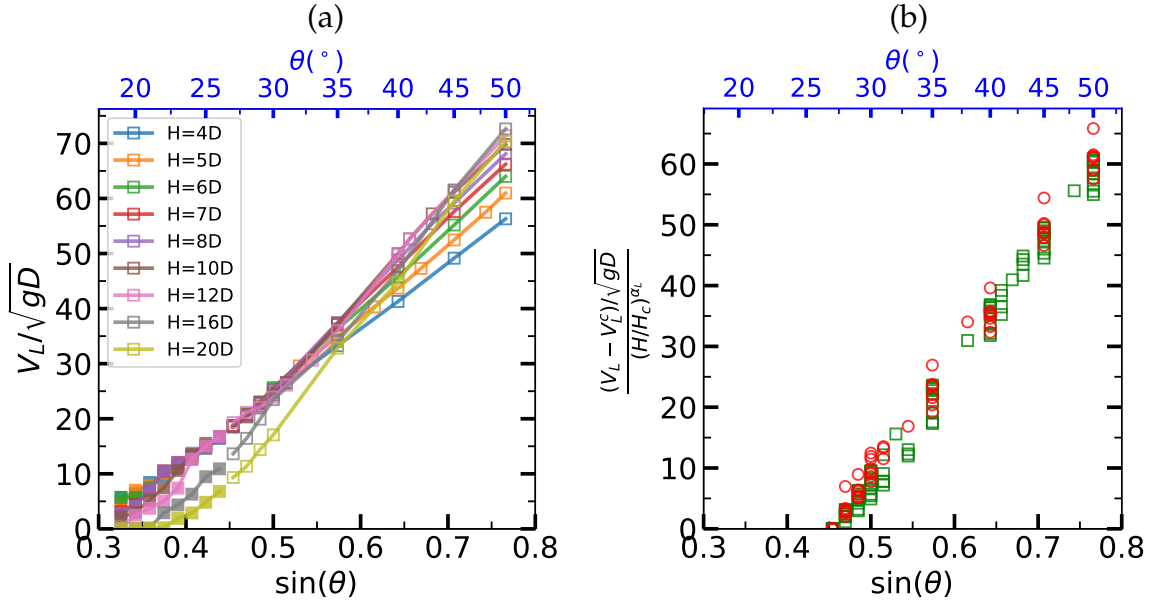 (a)
θ(°)
20 25 30 35 40 45 50
70
60
50
40
30
20
10
0
V_L/√gD
H=4D
H=5D
H=6D
H=7D
H=8D
H=10D
H=12D
H=16D
H=20D
0.3 0.4 0.5 0.6 0.7 0.8
sin(θ)
(b)
θ(°)
20 25 30 35 40 45 50
60
50
40
30
20
10
0
(V_L − V_L^c)/√gD
(H/H_c)^α_L
0.3 0.4 0.5 0.6 0.7 0.8
sin(θ)